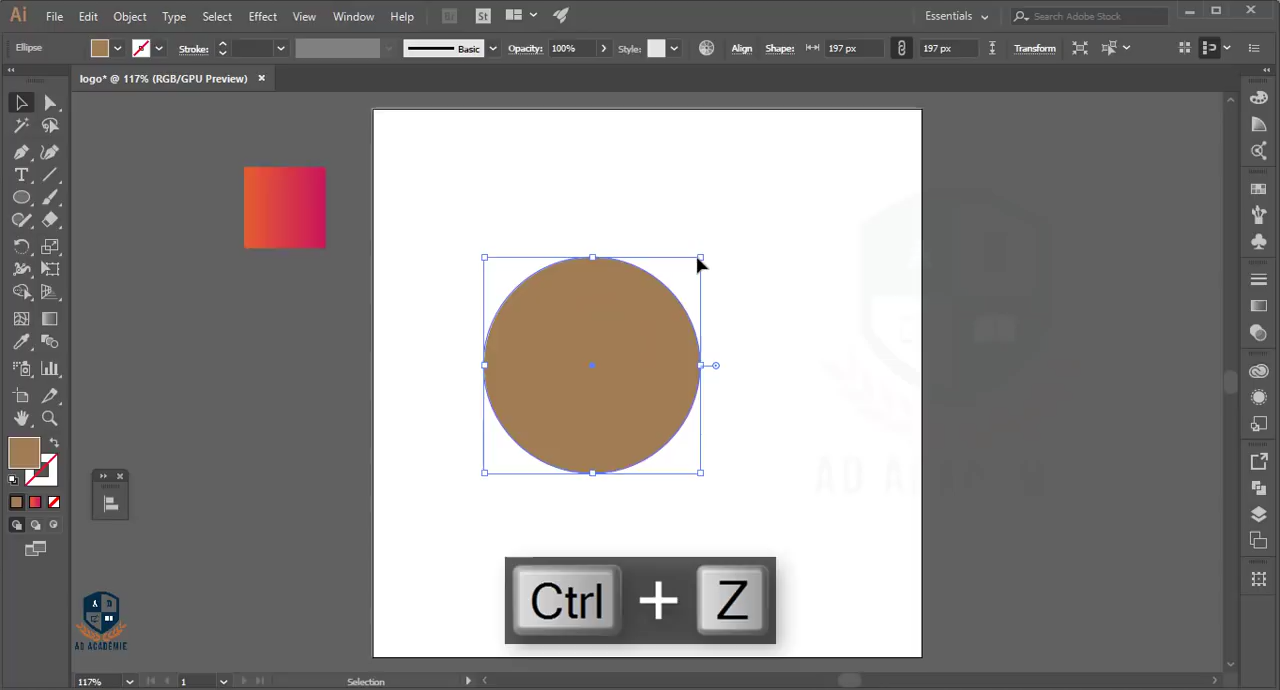 Ai File Edit Object Type Select Effect View Window Help Br St Essentials Search Adobe Stock
Ellipse Stroke: Basic Opacity: 100% Style: Align Shape: 197 px 197 px Transform
logo* @ 117% (RGB/GPU Preview)
T
Ctrl + Z
A D
C
AD ACADEMIE
117% 1 Selection